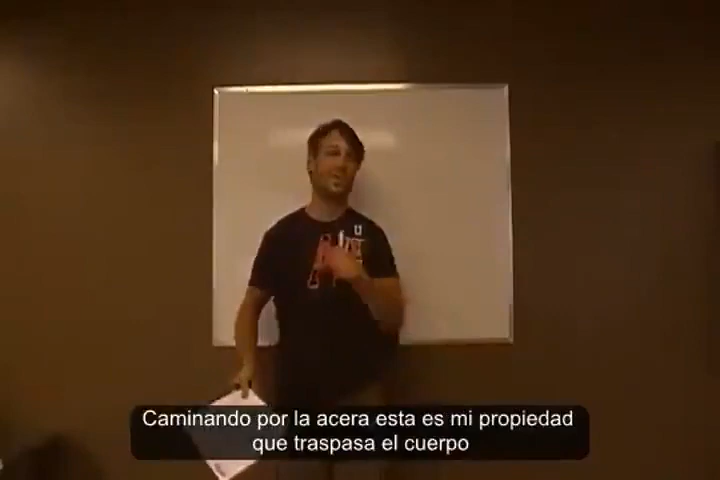 Caminando por la acera esta es mi propiedad
que traspasa el cuerpo